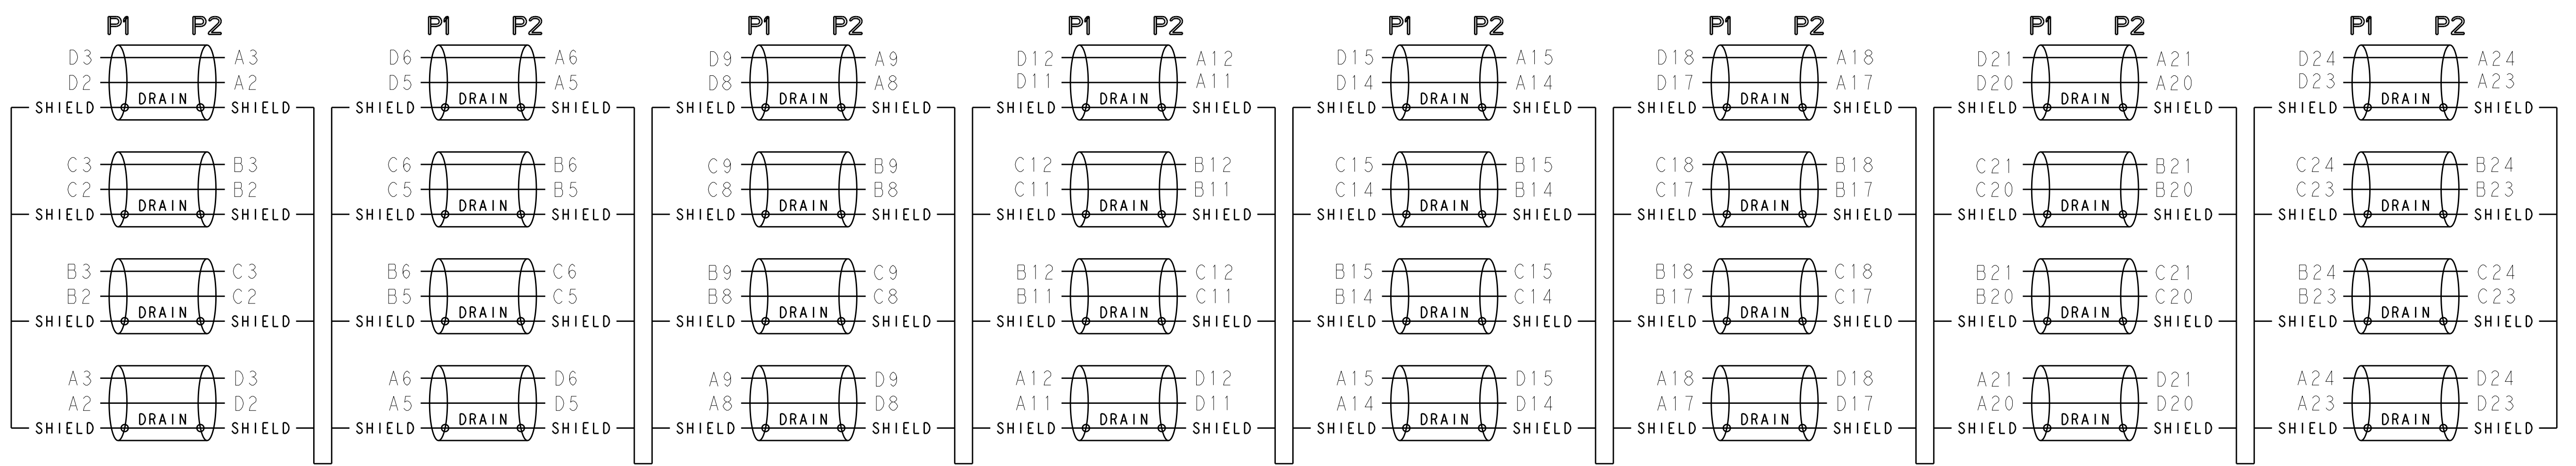 P1 P2 P1 P2 P1 P2 P1 P2 P1 P2 P1 P2 P1 P2 P1 P2
D3 A3 D6 A6 D9 A9 D12 A12 D15 A15 D18 A18 D21 A21 D24 A24
D2 A2 D5 A5 D8 A8 D11 A11 D14 A14 D17 A17 D20 A20 D23 A23
SHIELD DRAIN SHIELD SHIELD DRAIN SHIELD SHIELD DRAIN SHIELD SHIELD DRAIN SHIELD SHIELD DRAIN SHIELD SHIELD DRAIN SHIELD SHIELD DRAIN SHIELD SHIELD DRAIN SHIELD
C3 B3 C6 B6 C9 B9 C12 B12 C15 B15 C18 B18 C21 B21 C24 B24
C2 B2 C5 B5 C8 B8 C11 B11 C14 B14 C17 B17 C20 B20 C23 B23
SHIELD DRAIN SHIELD SHIELD DRAIN SHIELD SHIELD DRAIN SHIELD SHIELD DRAIN SHIELD SHIELD DRAIN SHIELD SHIELD DRAIN SHIELD SHIELD DRAIN SHIELD SHIELD DRAIN SHIELD
B3 C3 B6 C6 B9 C9 B12 C12 B15 C15 B18 C18 B21 C21 B24 C24
B2 C2 B5 C5 B8 C8 B11 C11 B14 C14 B17 C17 B20 C20 B23 C23
SHIELD DRAIN SHIELD SHIELD DRAIN SHIELD SHIELD DRAIN SHIELD SHIELD DRAIN SHIELD SHIELD DRAIN SHIELD SHIELD DRAIN SHIELD SHIELD DRAIN SHIELD SHIELD DRAIN SHIELD
A3 D3 A6 D6 A9 D9 A12 D12 A15 D15 A18 D18 A21 D21 A24 D24
A2 D2 A5 D5 A8 D8 A11 D11 A14 D14 A17 D17 A20 D20 A23 D23
SHIELD DRAIN SHIELD SHIELD DRAIN SHIELD SHIELD DRAIN SHIELD SHIELD DRAIN SHIELD SHIELD DRAIN SHIELD SHIELD DRAIN SHIELD SHIELD DRAIN SHIELD SHIELD DRAIN SHIELD